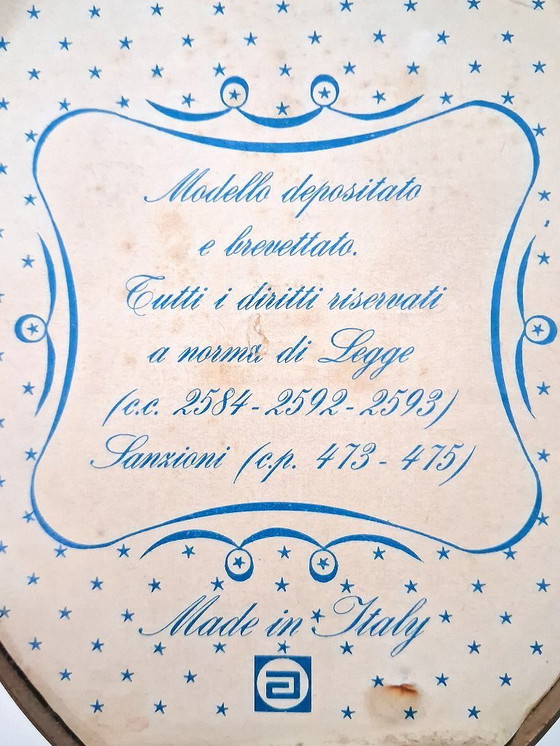 Modello depositato
e brevettato.
Tutti i diritti riservati
a norma di Legge
(c.c. 2584-2592-2593)
Sanzioni (c.p. 473-475)
Made in Italy